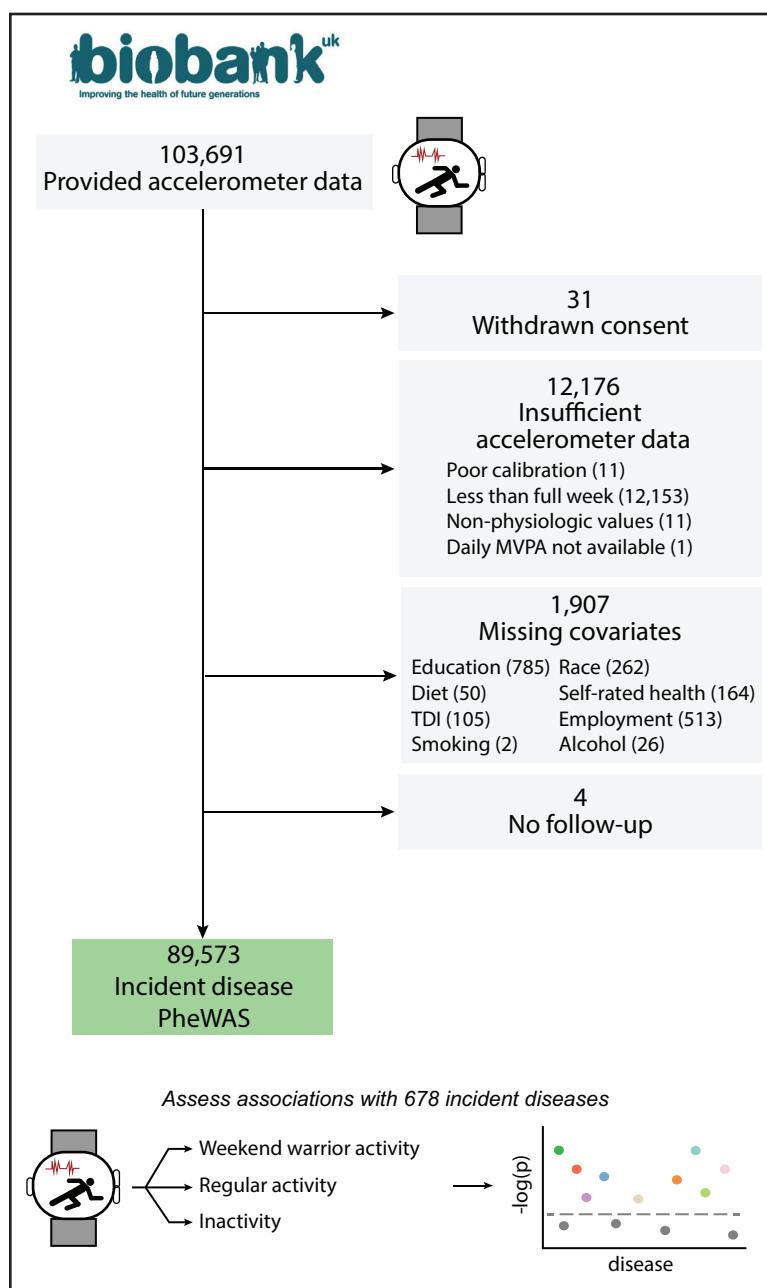 biobank uk
Improving the health of future generations
103,691
Provided accelerometer data
31
Withdrawn consent
12,176
Insufficient
accelerometer data
Poor calibration (11)
Less than full week (12,153)
Non-physiologic values (11)
Daily MVPA not available (1)
1,907
Missing covariates
Education (785) Race (262)
Diet (50) Self-rated health (164)
TDI (105) Employment (513)
Smoking (2) Alcohol (26)
4
No follow-up
89,573
Incident disease
PheWAS
Assess associations with 678 incident diseases
Weekend warrior activity
Regular activity
Inactivity
-log(p)
disease